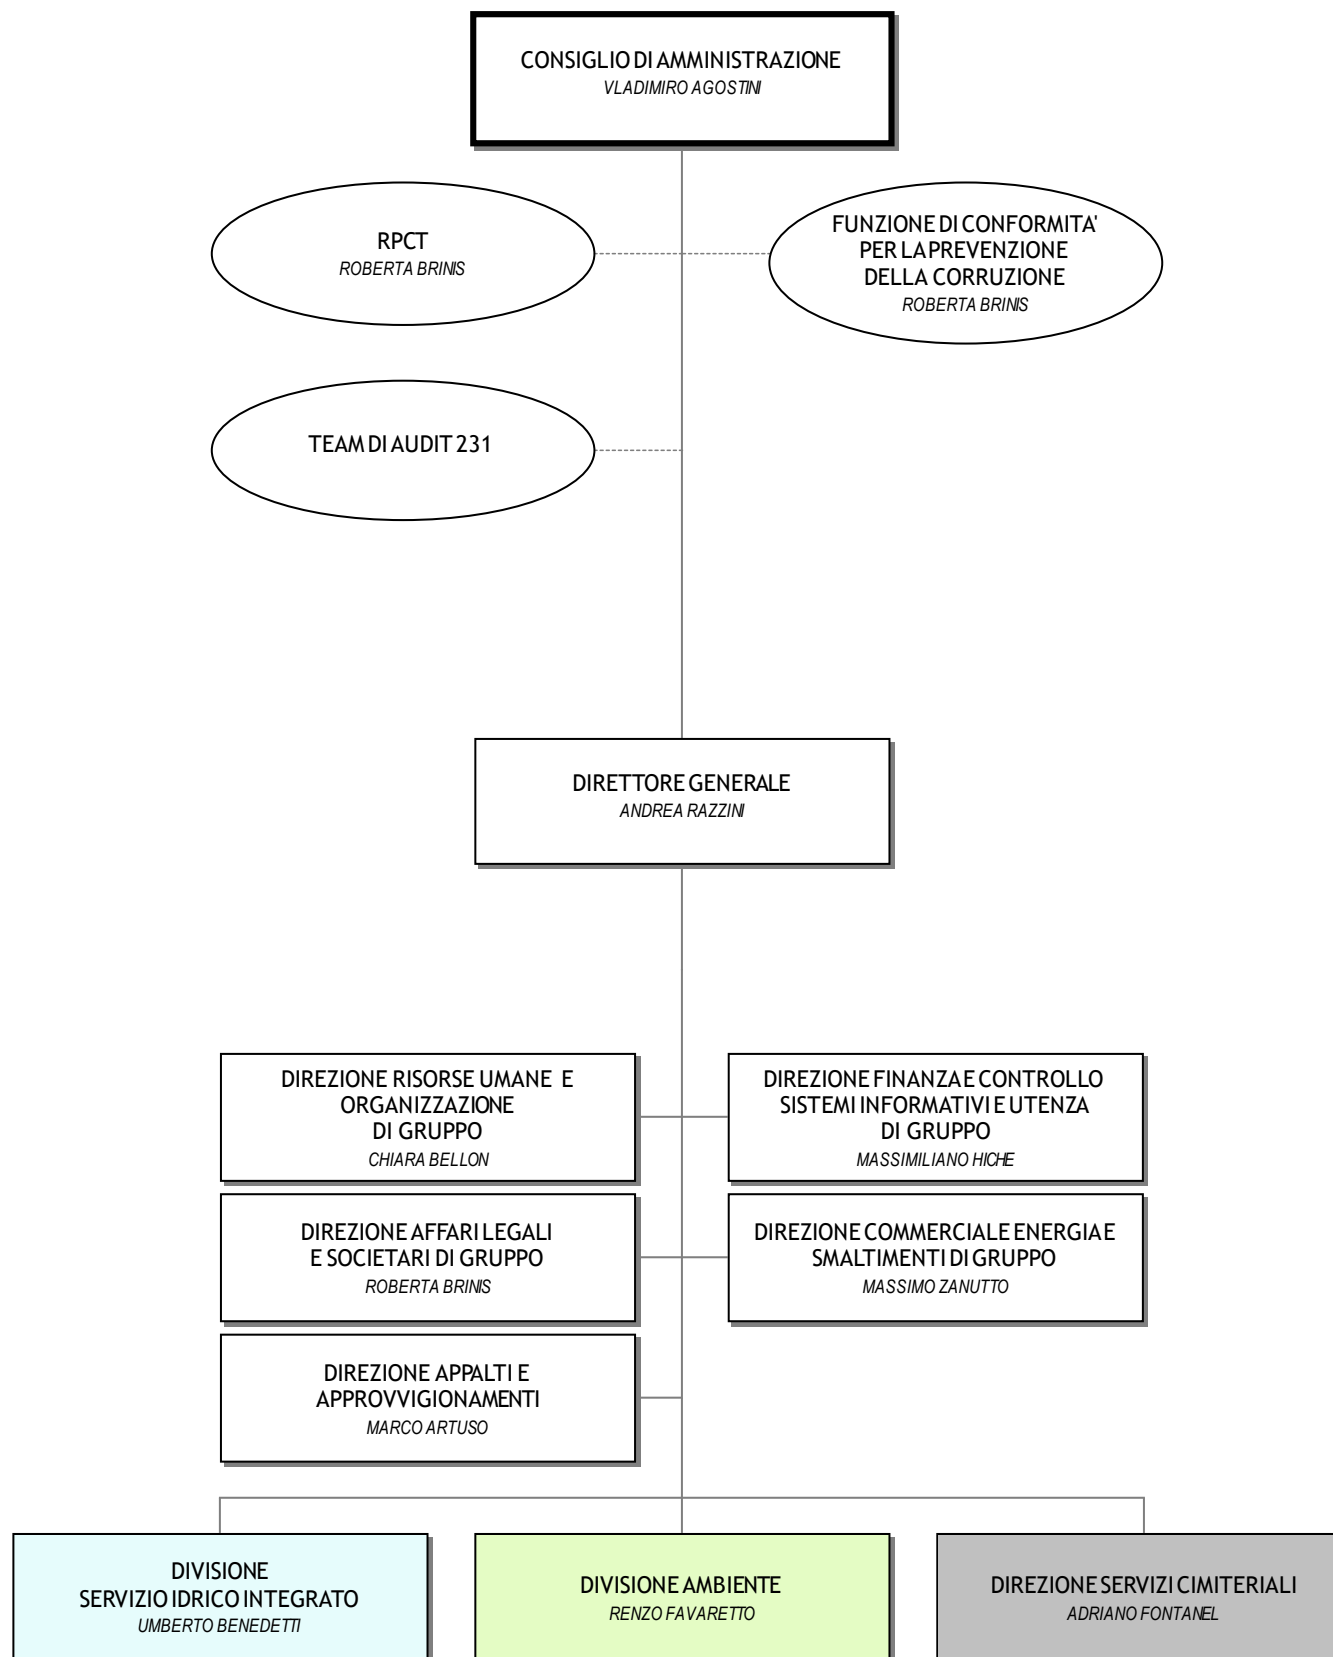 CONSIGLIO DI AMMINISTRAZIONE
VLADIMIRO AGOSTINI
RPCT
ROBERTA BRINIS
FUNZIONE DI CONFORMITA'
PER LA PREVENZIONE
DELLA CORRUZIONE
ROBERTA BRINIS
TEAM DI AUDIT 231
DIRETTORE GENERALE
ANDREA RAZZINI
DIREZIONE RISORSE UMANE E
ORGANIZZAZIONE
DI GRUPPO
CHIARA BELLON
DIREZIONE FINANZA E CONTROLLO
SISTEMI INFORMATIVI E UTENZA
DI GRUPPO
MASSIMILIANO HICHE
DIREZIONE AFFARI LEGALI
E SOCIETARI DI GRUPPO
ROBERTA BRINIS
DIREZIONE COMMERCIALE ENERGIA E
SMALTIMENTI DI GRUPPO
MASSIMO ZANUTTO
DIREZIONE APPALTI E
APPROVVIGIONAMENTI
MARCO ARTUSO
DIVISIONE
SERVIZIO IDRICO INTEGRATO
UMBERTO BENEDETTI
DIVISIONE AMBIENTE
RENZO FAVARETTO
DIREZIONE SERVIZI CIMITERIALI
ADRIANO FONTANEL